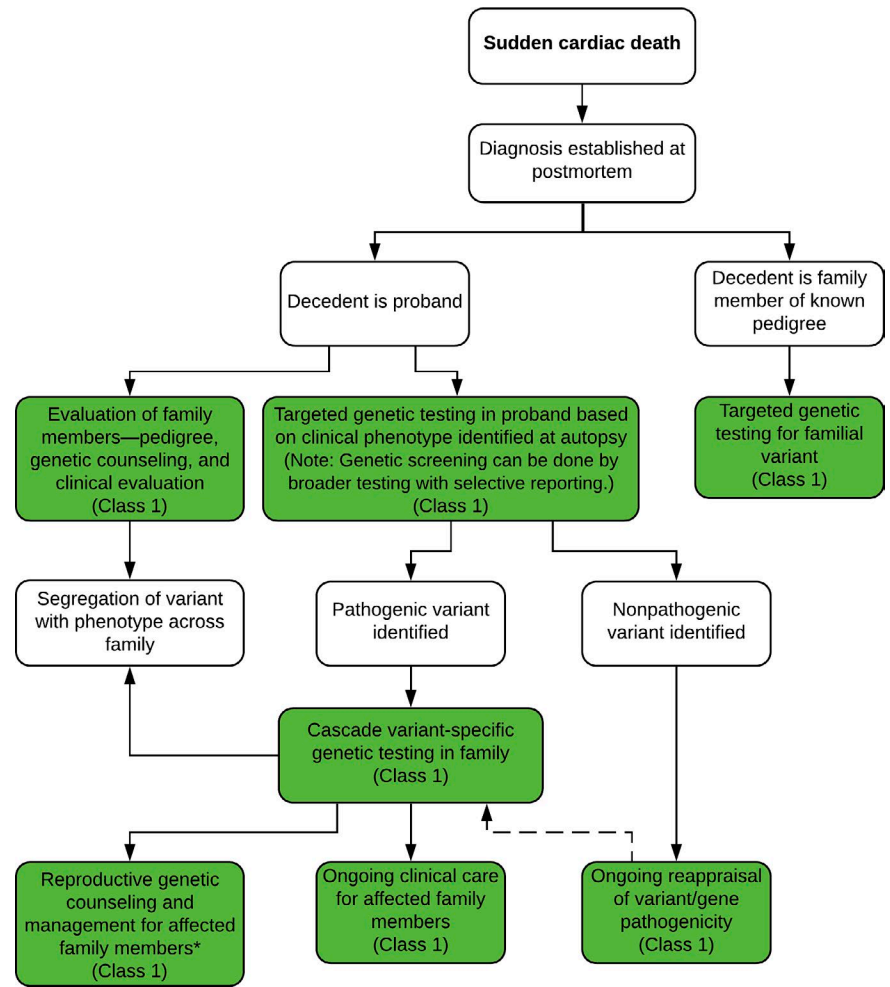 Sudden cardiac death
Diagnosis established at
postmortem
Decedent is proband
Decedent is family
member of known
pedigree
Evaluation of family
members—pedigree,
genetic counseling, and
clinical evaluation
(Class 1)
Targeted genetic testing in proband based
on clinical phenotype identified at autopsy
(Note: Genetic screening can be done by
broader testing with selective reporting.)
(Class 1)
Targeted genetic
testing for familial
variant
(Class 1)
Segregation of variant
with phenotype across
family
Pathogenic variant
identified
Nonpathogenic
variant identified
Cascade variant-specific
genetic testing in family
(Class 1)
Reproductive genetic
counseling and
management for affected
family members*
(Class 1)
Ongoing clinical care
for affected family
members
(Class 1)
Ongoing reappraisal
of variant/gene
pathogenicity
(Class 1)